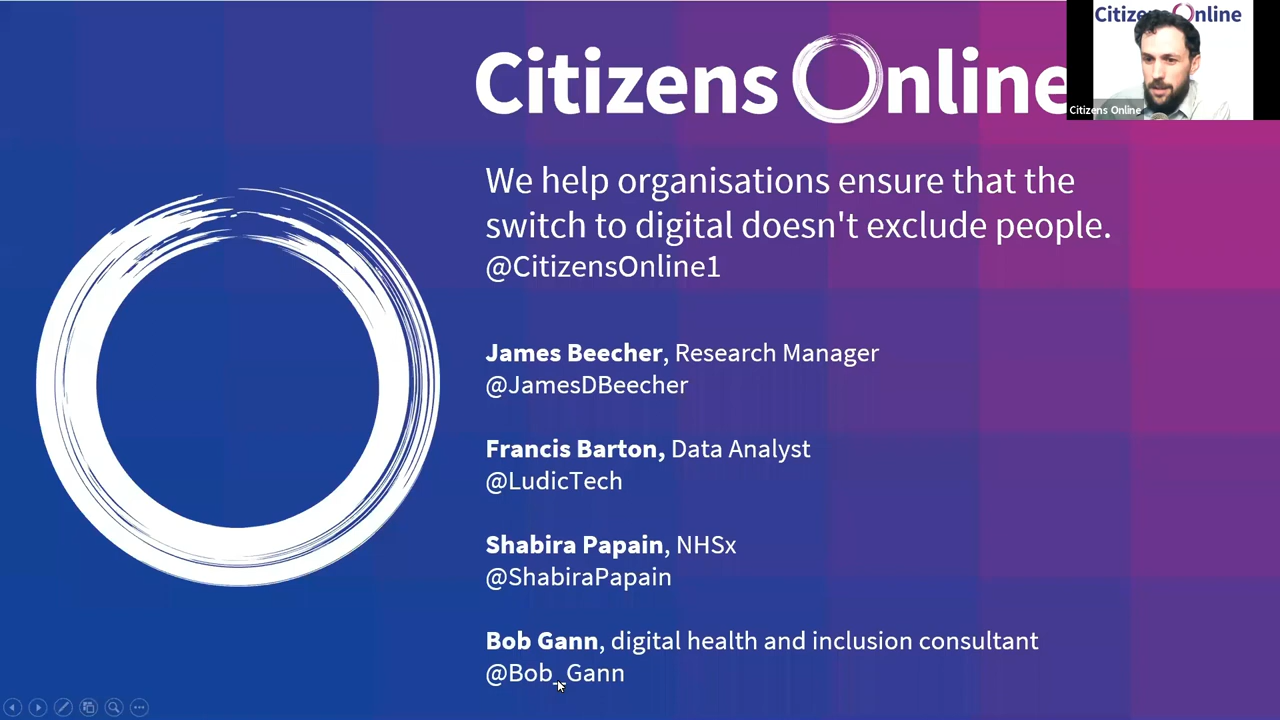 Citizens Online
Citizens Online
Citizens Online
We help organisations ensure that the
switch to digital doesn't exclude people.
@CitizensOnline1
James Beecher, Research Manager
@JamesDBeecher
Francis Barton, Data Analyst
@LudicTech
Shabira Papain, NHSx
@ShabiraPapain
Bob Gann, digital health and inclusion consultant
@Bob_Gann